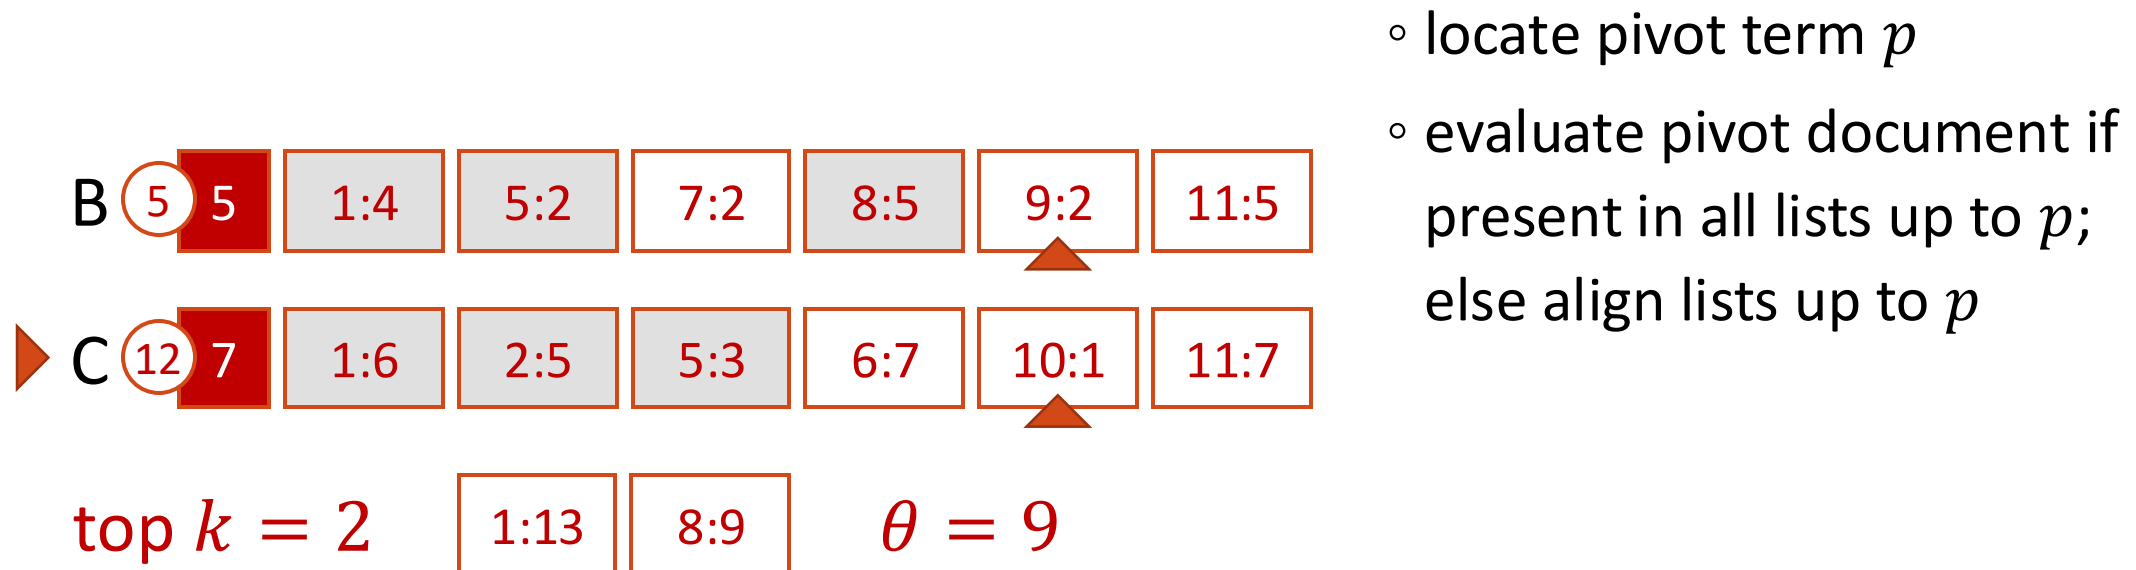 B 5 5 1:4 5:2 7:2 8:5 9:2 11:5
C 12 7 1:6 2:5 5:3 6:7 10:1 11:7
top k = 2 1:13 8:9 θ = 9
◦ locate pivot term p
◦ evaluate pivot document if
present in all lists up to p;
else align lists up to p